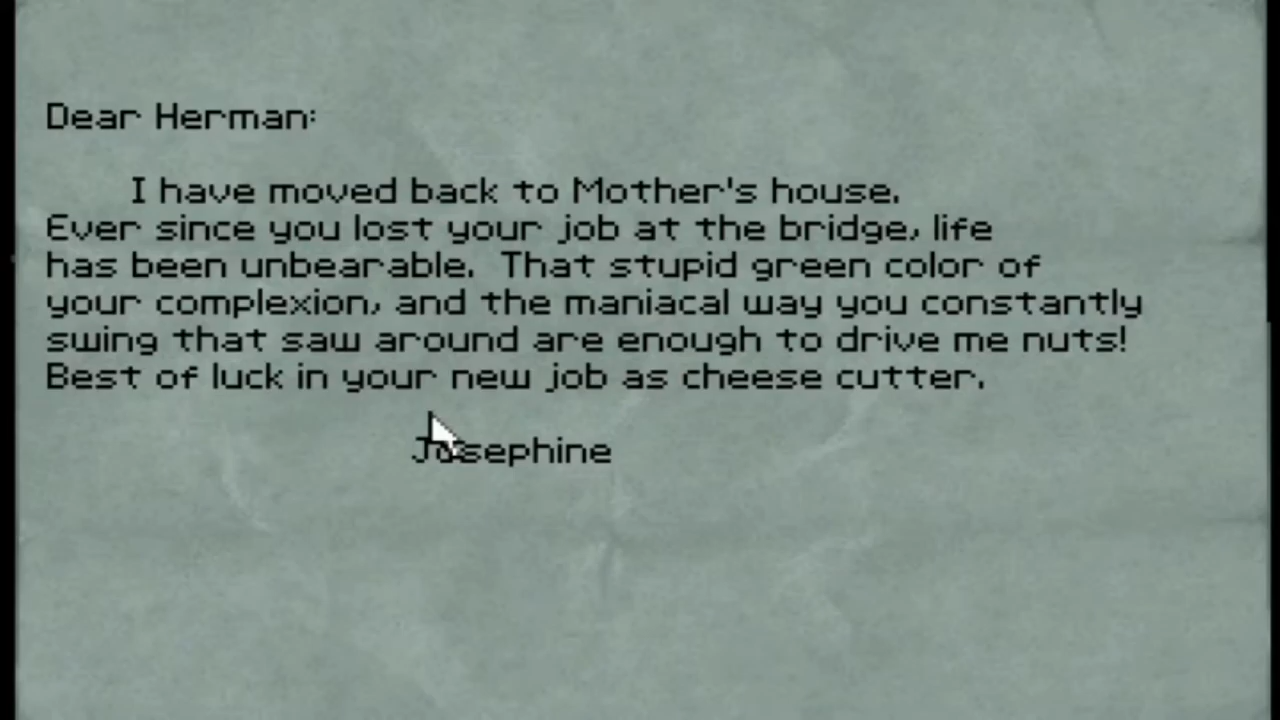 Dear Herman:
I have moved back to Mother's house.
Ever since you lost your job at the bridge, life
has been unbearable. That stupid green color of
your complexion, and the maniacal way you constantly
swing that saw around are enough to drive me nuts!
Best of luck in your new job as cheese cutter.
Josephine